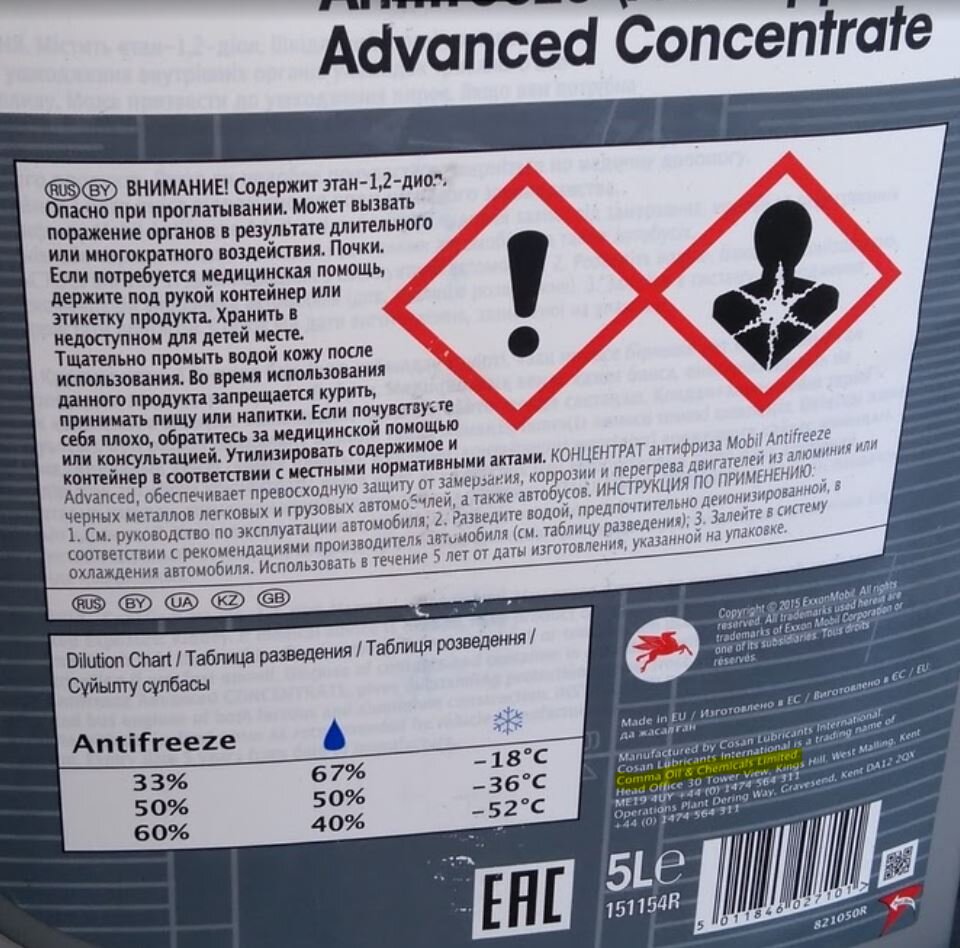 Advanced Concentrate
RUS BY ВНИМАНИЕ! Содержит этан-1,2-диол.
Опасно при проглатывании. Может вызвать
поражение органов в результате длительного
или многократного воздействия. Почки.
Если потребуется медицинская помощь,
держите под рукой контейнер или
этикетку продукта. Хранить в
недоступном для детей месте.
Тщательно промыть водой кожу после
использования. Во время использования
данного продукта запрещается курить,
принимать пищу или напитки. Если почувствуете
себя плохо, обратитесь за медицинской помощью
или консультацией. Утилизировать содержимое и
контейнер в соответствии с местными нормативными актами. КОНЦЕНТРАТ антифриза Mobil Antifreeze
Advanced, обеспечивает превосходную защиту от замерзания, коррозии и перегрева двигателей из алюминия или
черных металлов легковых и грузовых автомобилей, а также автобусов. ИНСТРУКЦИЯ ПО ПРИМЕНЕНИЮ:
1. См. руководство по эксплуатации автомобиля; 2. Разведите водой, предпочтительно деионизированной, в
соответствии с рекомендациями производителя автомобиля (см. таблицу разведения); 3. Залейте в систему
охлаждения автомобиля. Использовать в течение 5 лет от даты изготовления, указанной на упаковке.
RUS BY UA KZ GB
Dilution Chart / Таблица разведения / Таблиця розведення /
Сұйылту сұлбасы
Antifreeze
33% 67% -18°C
50% 50% -36°C
60% 40% -52°C
Copyright © 2015 ExxonMobil. All rights
reserved. All trademarks used herein are
trademarks of Exxon Mobil Corporation or
one of its subsidiaries. Tous droits
réservés.
Made in EU / Изготовлено в ЕС / Виготовлено в ЄС / EU:
да жасалған
Manufactured by Cosan Lubricants International.
Cosan Lubricants International is a trading name of
Comma Oil & Chemicals Limited
Head Office 30 Tower View, Kings Hill, West Malling, Kent
ME19 4UY +44 (0) 1474 564 311
Operations Plant Dering Way, Gravesend, Kent DA12 2QX
+44 (0) 1474 564 311
EAC
5L℮
151154R
5 011846 027101 >
821050R